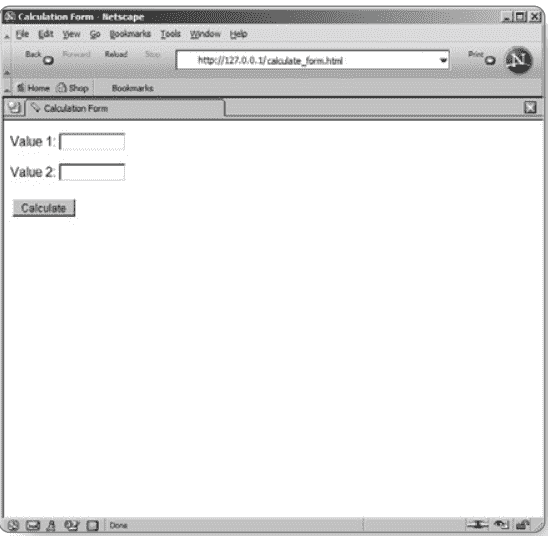 Calculation Form - Netscape
File Edit View Go Bookmarks Tools Window Help
Back Forward Reload Stop http://127.0.0.1/calculate_form.html Print N
Home Shop Bookmarks
Calculation Form
Value 1:
Value 2:
Calculate
Done